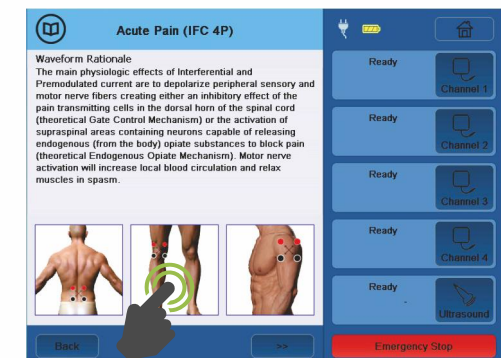 Acute Pain (IFC 4P)
Waveform Rationale
The main physiologic effects of Interferential and
Premodulated current are to depolarize peripheral sensory and
motor nerve fibers creating either an inhibitory effect of the
pain transmitting cells in the dorsal horn of the spinal cord
(theoretical Gate Control Mechanism) or the activation of
supraspinal areas containing neurons capable of releasing
endogenous (from the body) opiate substances to block pain
(theoretical Endogenous Opiate Mechanism). Motor nerve
activation will increase local blood circulation and relax
muscles in spasm.
Back
>>
Ready
Channel 1
Ready
Channel 2
Ready
Channel 3
Ready
Channel 4
Ready
Ultrasound
Emergency Stop